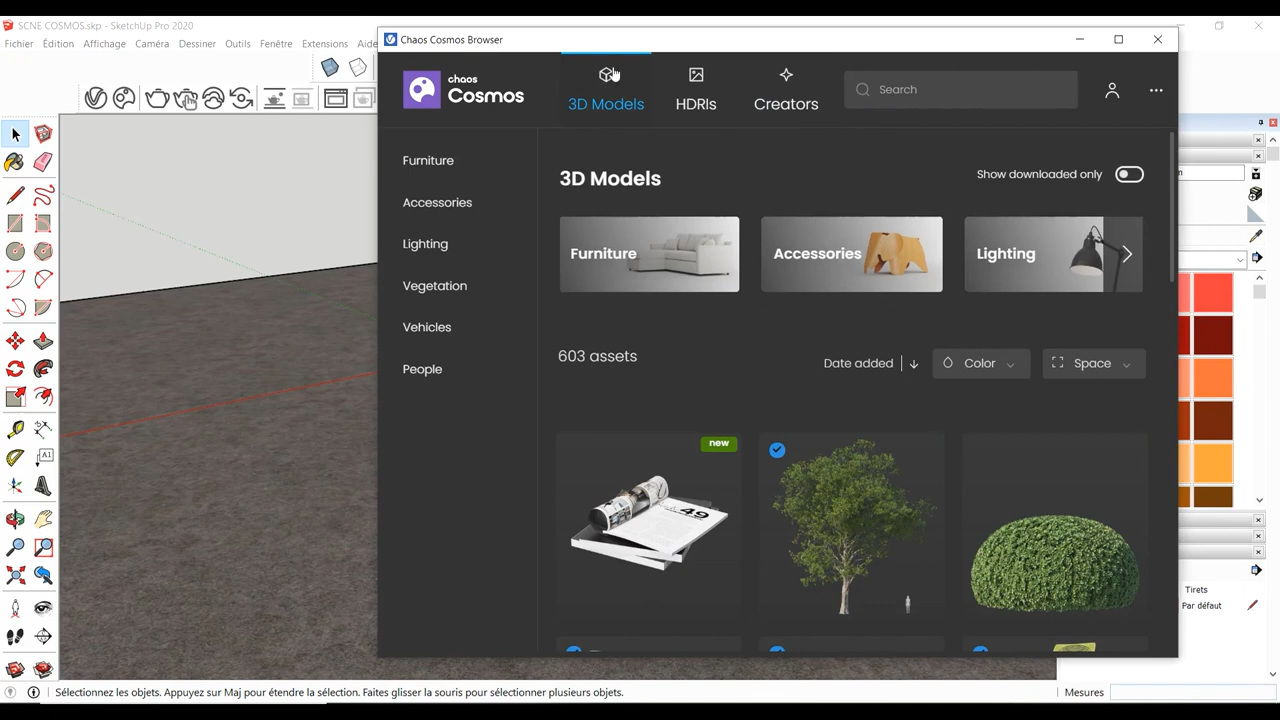 SCNE COSMOS.skp - SketchUp Pro 2020
Fichier Édition Affichage Caméra Dessiner Outils Fenêtre Extensions Aide
Chaos Cosmos Browser
chaos
Cosmos
3D Models
HDRIs
Creators
Search
Furniture
Accessories
Lighting
Vegetation
Vehicles
People
3D Models
Show downloaded only
Furniture
Accessories
Lighting
603 assets
Date added
Color
Space
new
49
A1
Tirets
Par défaut
Sélectionnez les objets. Appuyez sur Maj pour étendre la sélection. Faites glisser la souris pour sélectionner plusieurs objets.
Mesures